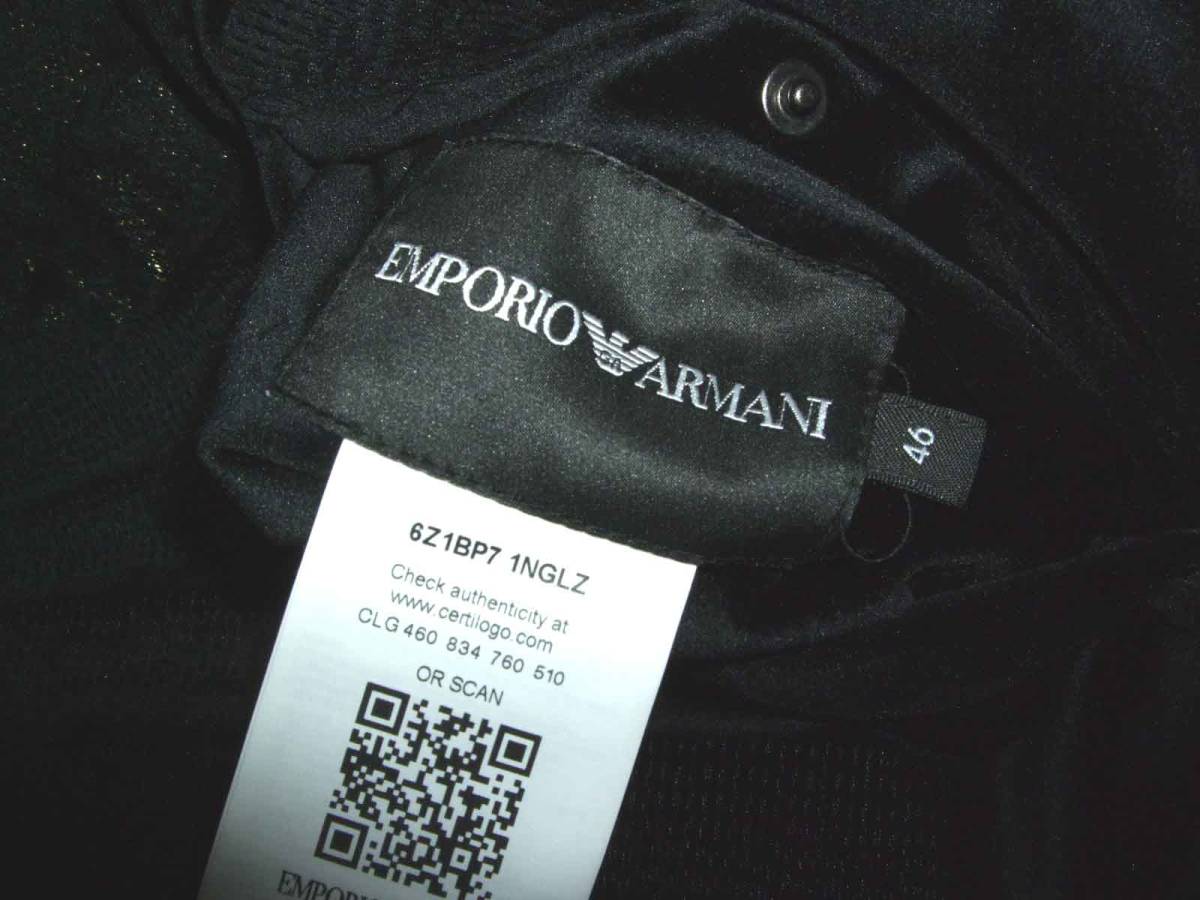 EMPORIO ARMANI
46
6Z1BP7 1NGLZ
Check authenticity at
www.certilogo.com
CLG 460 834 760 510
OR SCAN